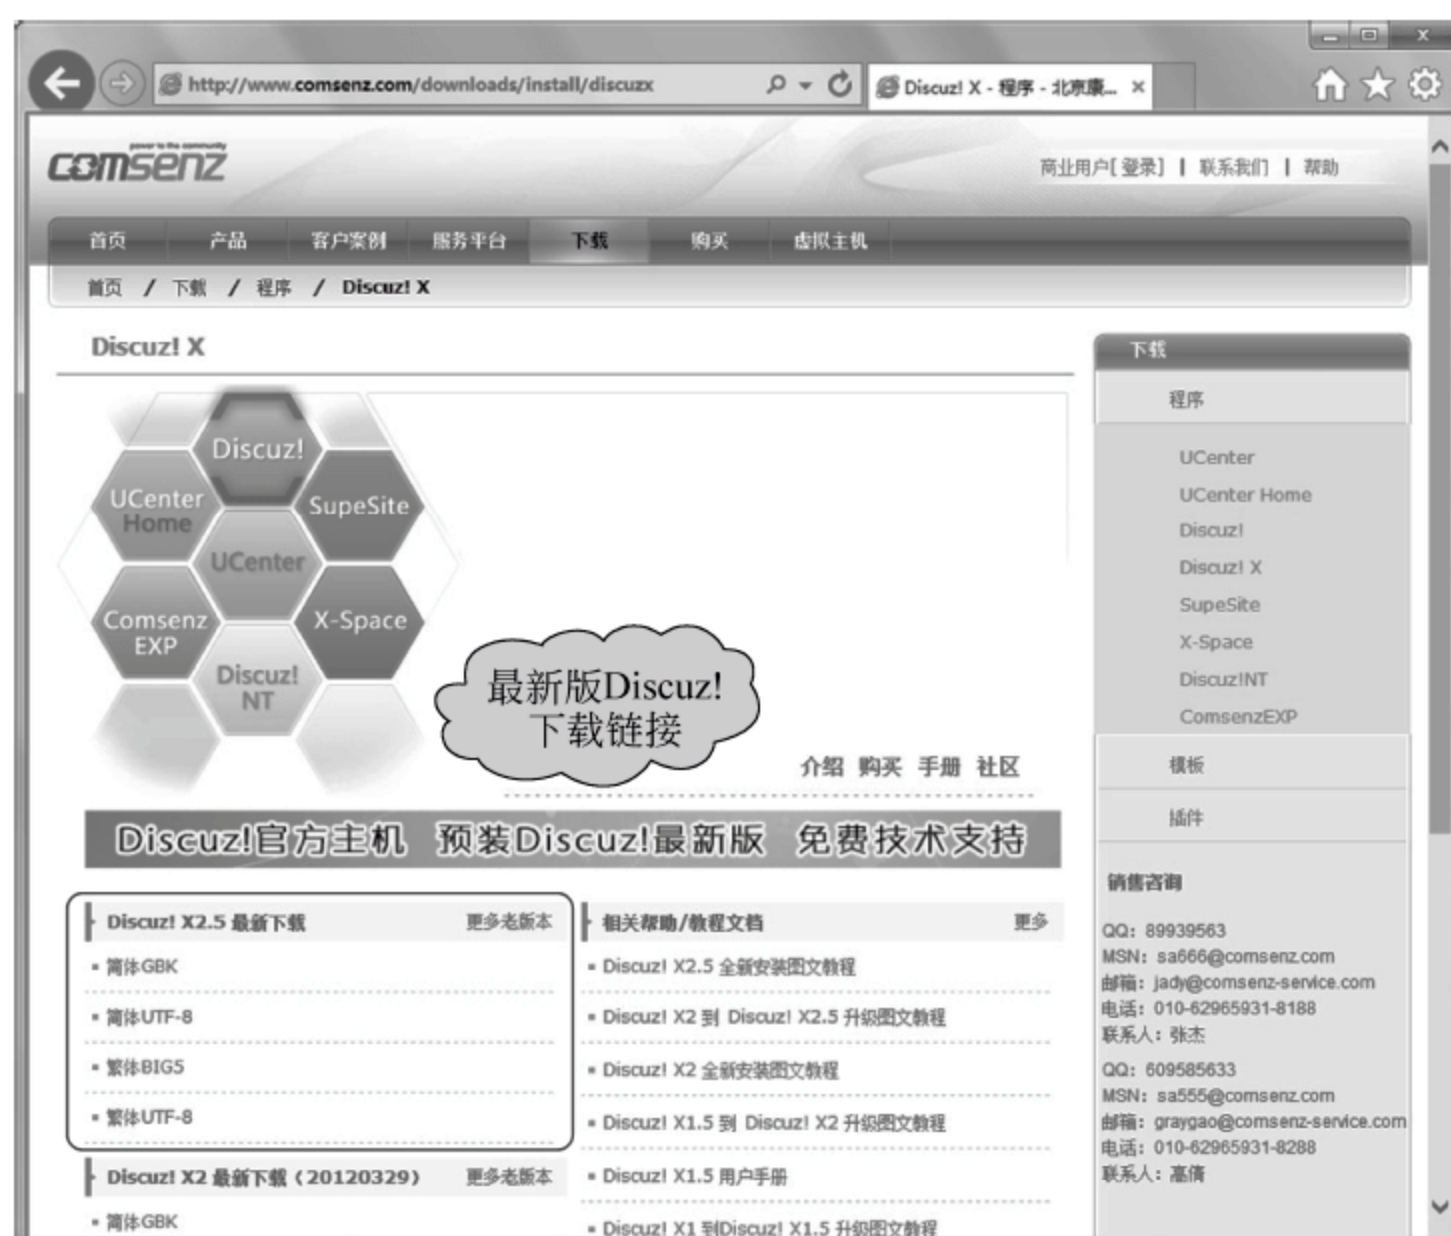 http://www.comsenz.com/downloads/install/discuzx
Discuz! X - 程序 - 北京康...
power to the community
comsenz
商业用户[ 登录] | 联系我们 | 帮助
首页 产品 客户案例 服务平台 下载 购买 虚拟主机
首页 / 下载 / 程序 / Discuz! X
Discuz! X
Discuz!
UCenter
Home
SupeSite
UCenter
Comsenz
EXP
X-Space
Discuz!
NT
最新版Discuz!
下载链接
介绍 购买 手册 社区
Discuz!官方主机 预装Discuz!最新版 免费技术支持
Discuz! X2.5 最新下载 更多老版本
简体GBK
简体UTF-8
繁体BIG5
繁体UTF-8
Discuz! X2 最新下载（20120329） 更多老版本
简体GBK
相关帮助/教程文档 更多
Discuz! X2.5 全新安装图文教程
Discuz! X2 到 Discuz! X2.5 升级图文教程
Discuz! X2 全新安装图文教程
Discuz! X1.5 到 Discuz! X2 升级图文教程
Discuz! X1.5 用户手册
Discuz! X1 到Discuz! X1.5 升级图文教程
下载
程序
UCenter
UCenter Home
Discuz!
Discuz! X
SupeSite
X-Space
Discuz!NT
ComsenzEXP
模板
插件
销售咨询
QQ：89939563
MSN：sa666@comsenz.com
邮箱：jady@comsenz-service.com
电话：010-62965931-8188
联系人：张杰
QQ：609585633
MSN：sa555@comsenz.com
邮箱：graygao@comsenz-service.com
电话：010-62965931-8288
联系人：高倩